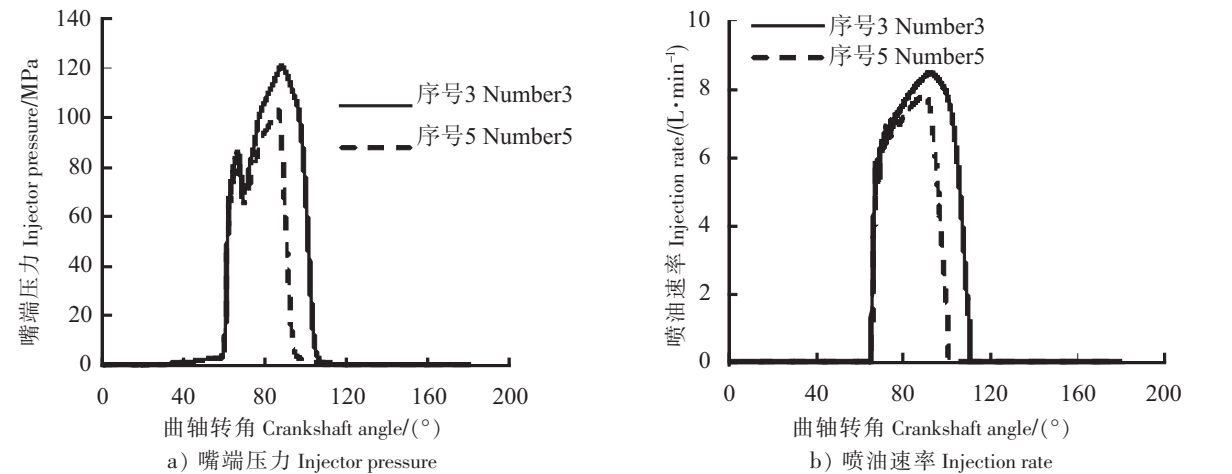 140
120
100
80
60
40
20
0
嘴端压力 Injector pressure/MPa
序号3 Number3
序号5 Number5
0 40 80 120 160 200
曲轴转角 Crankshaft angle/(°)
a) 嘴端压力 Injector pressure
10
8
6
4
2
0
喷油速率 Injection rate/(L·min⁻¹)
序号3 Number3
序号5 Number5
0 40 80 120 160 200
曲轴转角 Crankshaft angle/(°)
b) 喷油速率 Injection rate